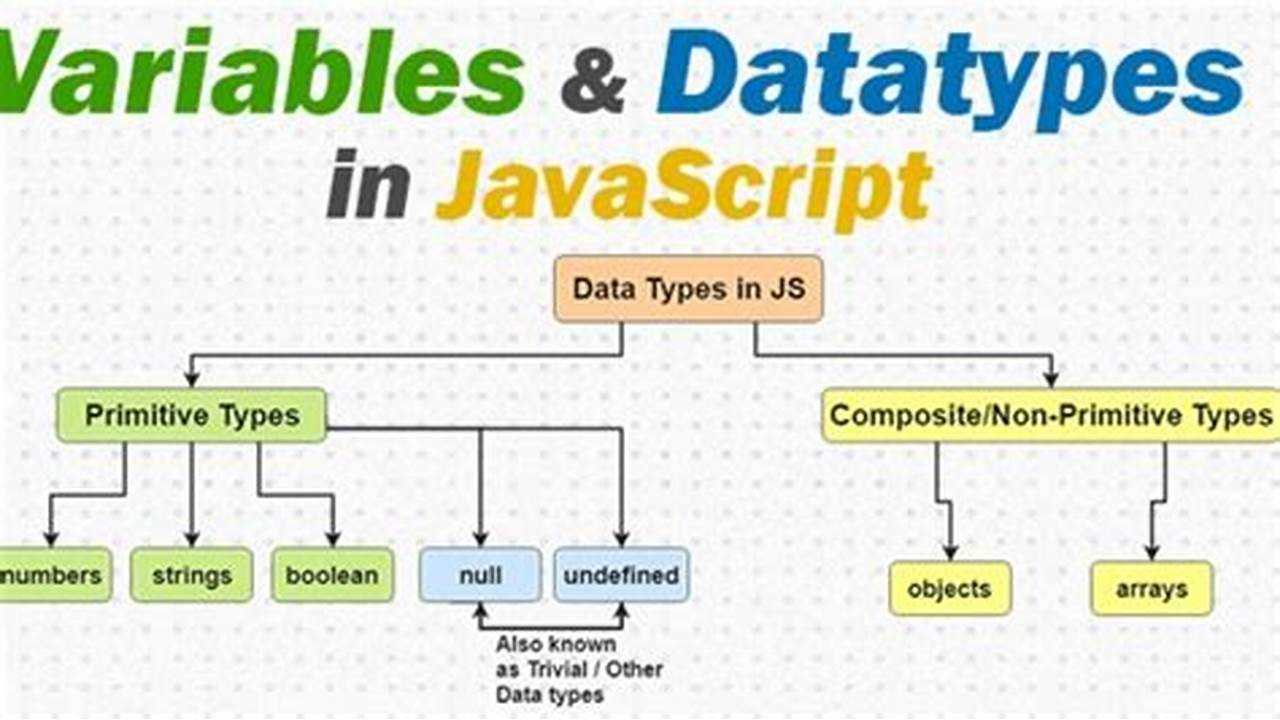 Variables & Datatypes
in JavaScript
Data Types in JS
Primitive Types
Composite/Non-Primitive Types
numbers
strings
boolean
null
undefined
objects
arrays
Also known
as Trivial / Other
Data types